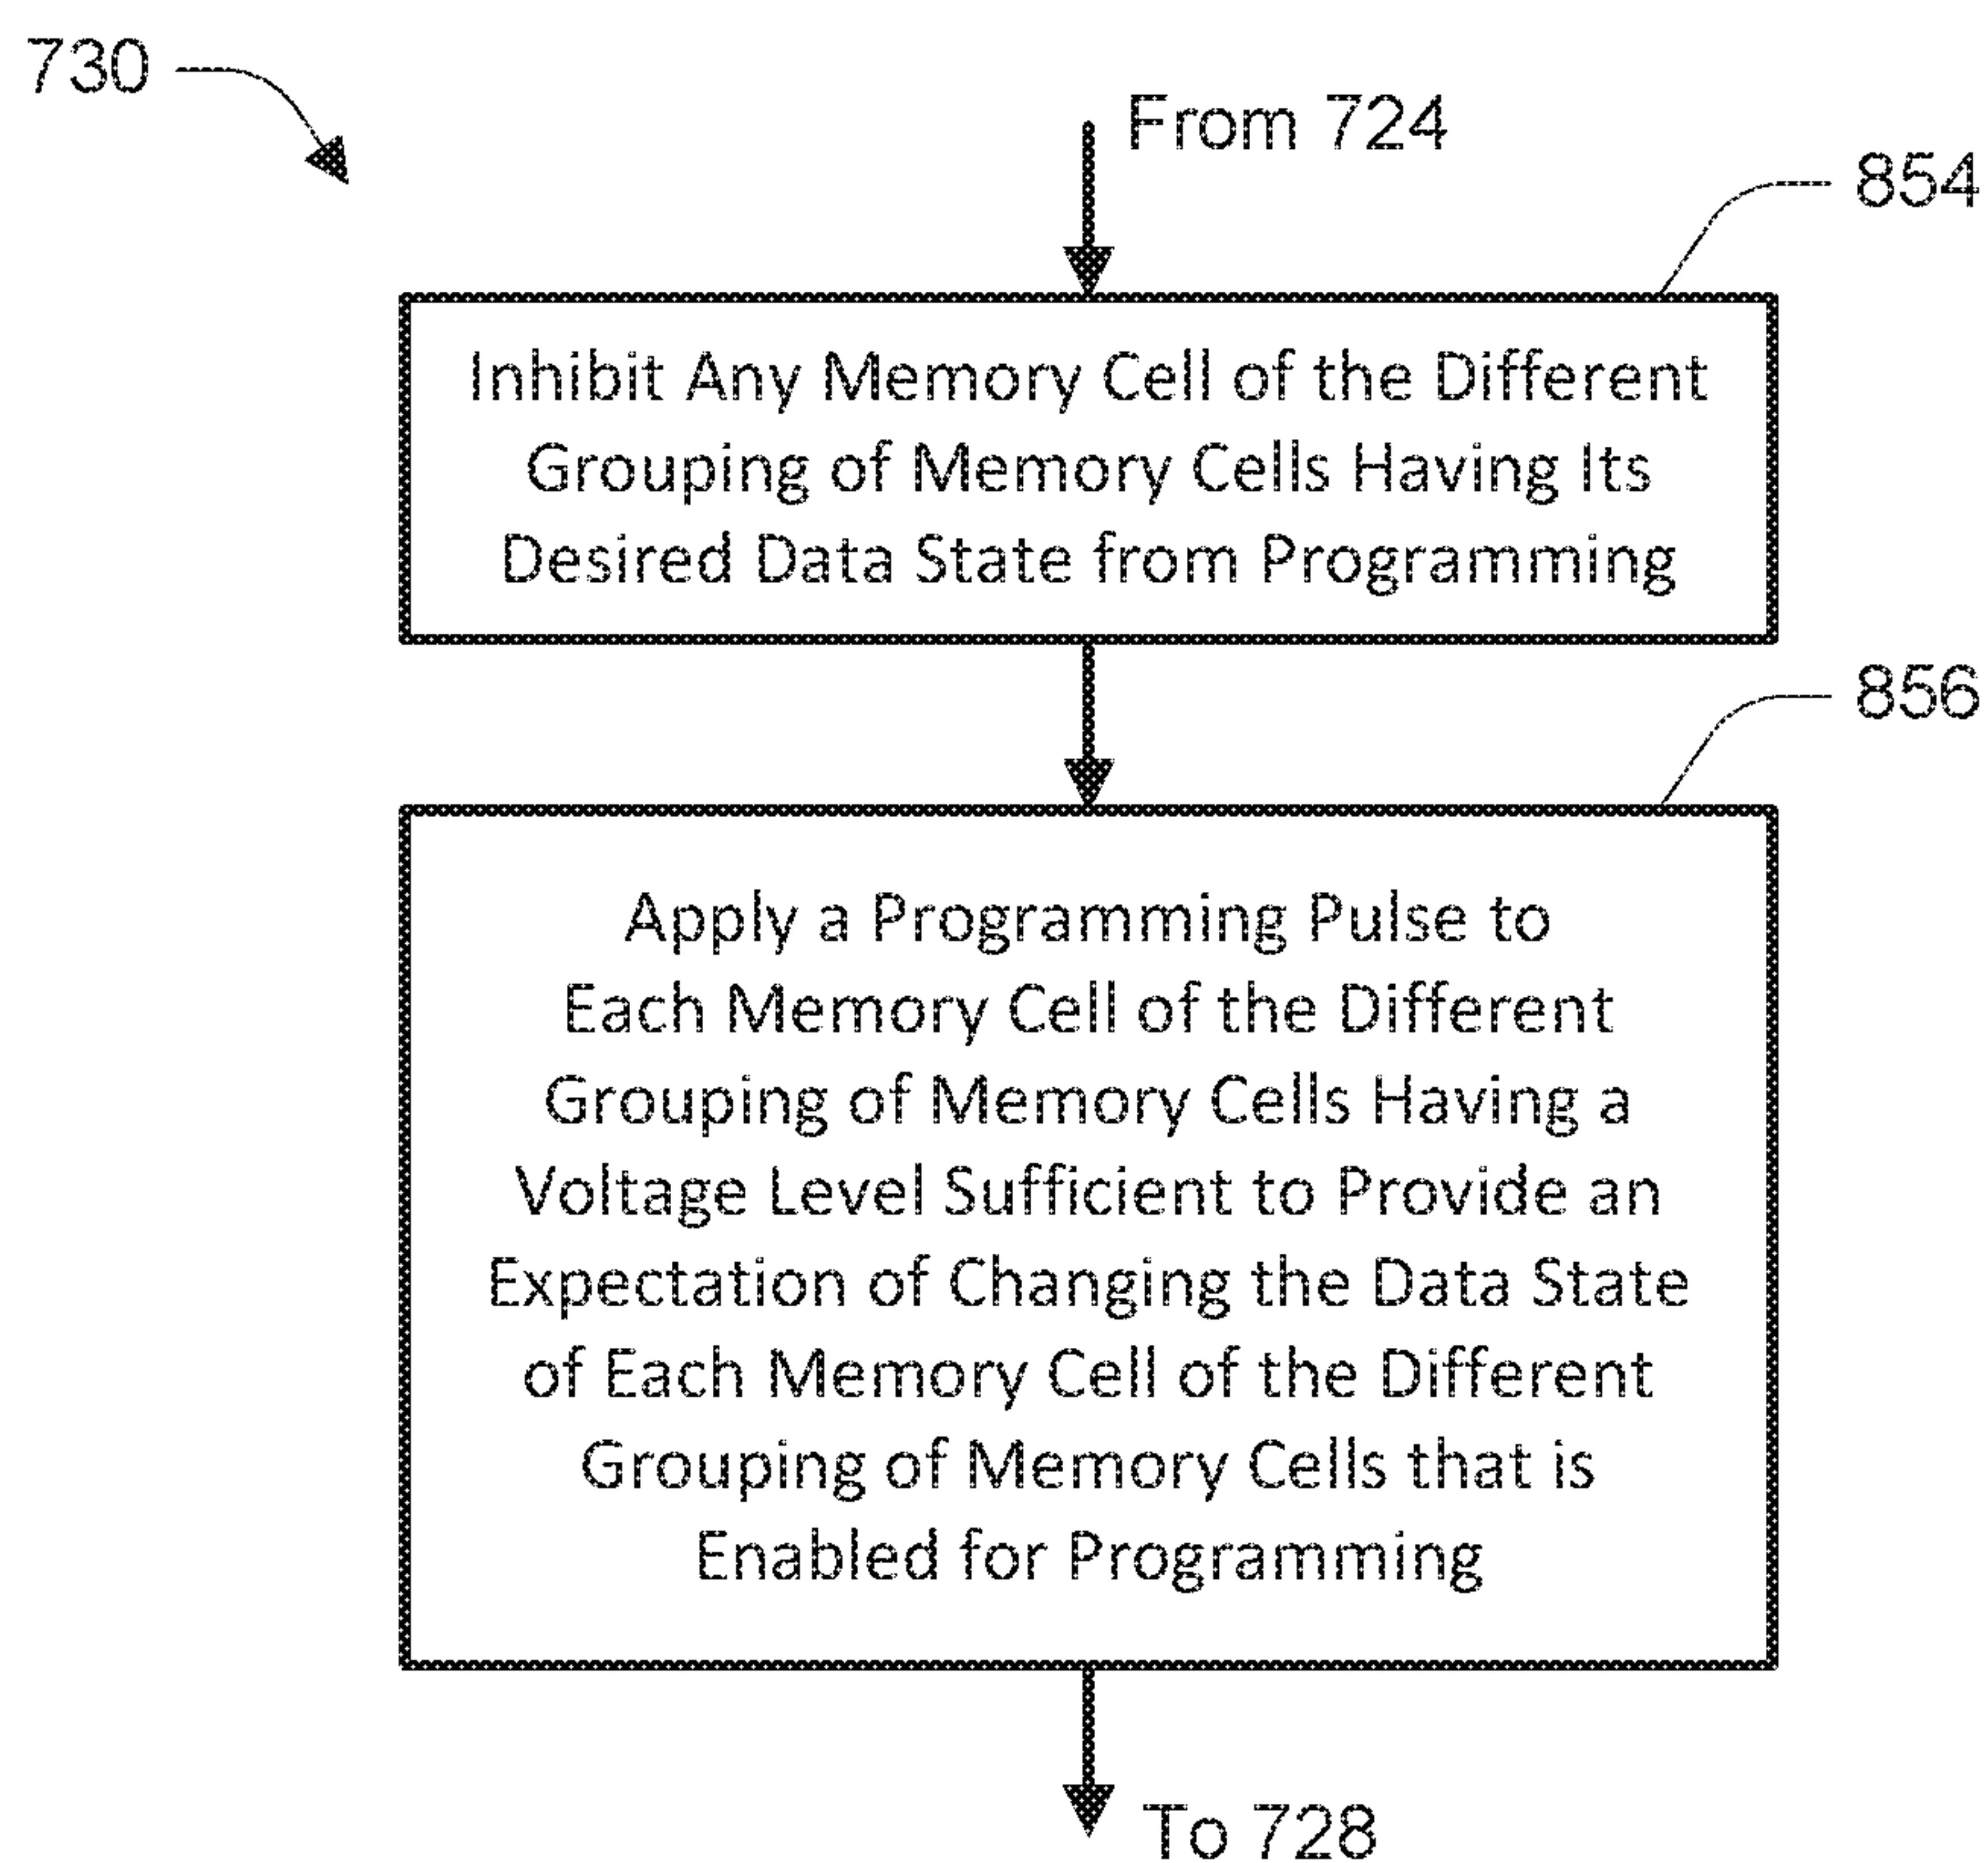 730
From 724
854
Inhibit Any Memory Cell of the Different
Grouping of Memory Cells Having Its
Desired Data State from Programming
856
Apply a Programming Pulse to
Each Memory Cell of the Different
Grouping of Memory Cells Having a
Voltage Level Sufficient to Provide an
Expectation of Changing the Data State
of Each Memory Cell of the Different
Grouping of Memory Cells that is
Enabled for Programming
To 728